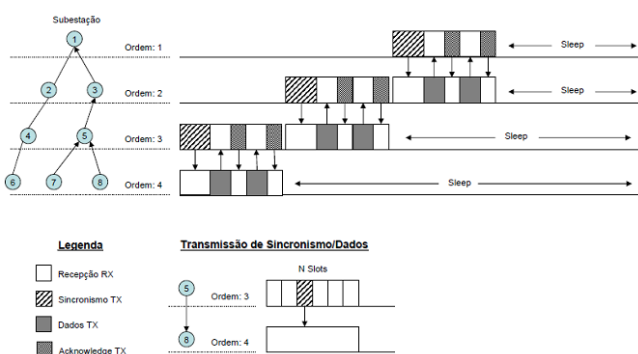 Subestação
1
Ordem: 1
Sleep
2
3
Ordem: 2
Sleep
4
5
Ordem: 3
Sleep
6
7
8
Ordem: 4
Sleep
Legenda
Transmissão de Sincronismo/Dados
Recepção RX
N Slots
Sincronismo TX
5
Ordem: 3
Dados TX
8
Ordem: 4
Acknowledge TX